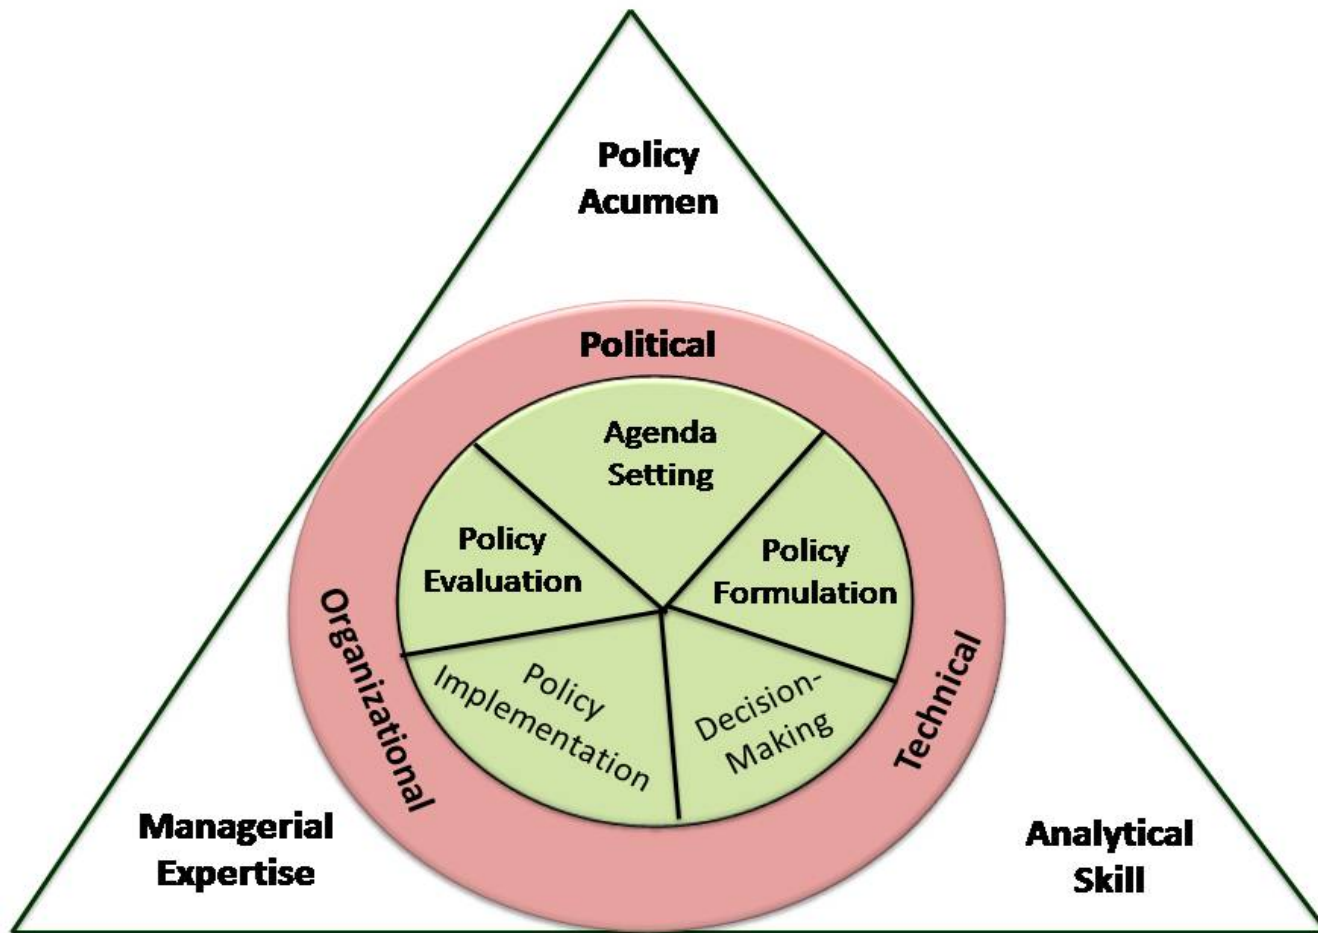 Policy
Acumen
Political
Agenda
Setting
Policy
Evaluation
Policy
Formulation
Organizational
Policy
Implementation
Decision-
Making
Technical
Managerial
Expertise
Analytical
Skill